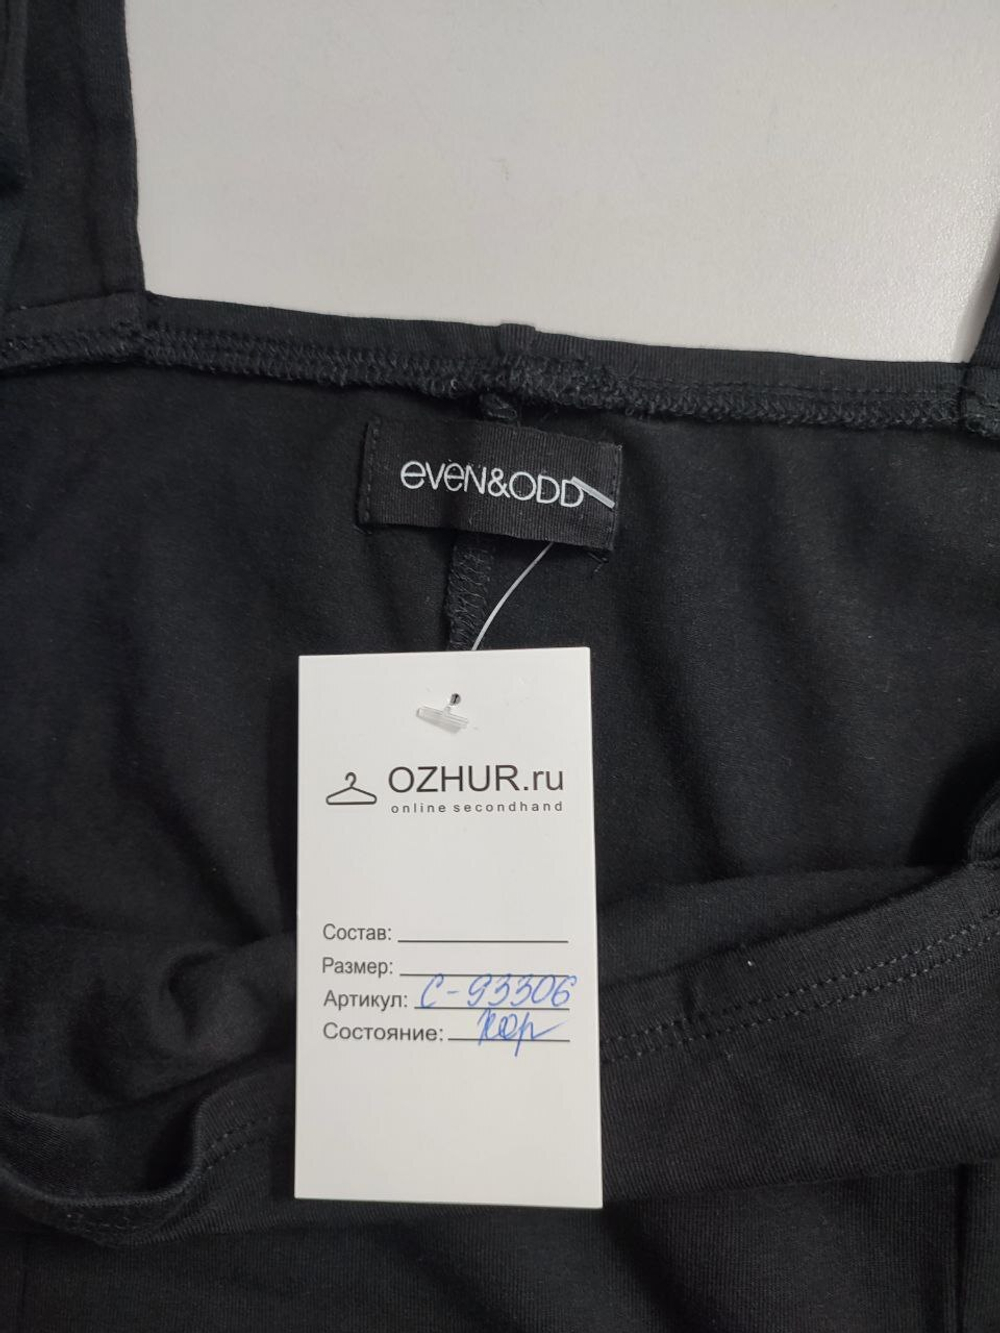 eveN&ODD
OZHUR.ru
online secondhand
Состав:
Размер:
Артикул: С-93306
Состояние: хор